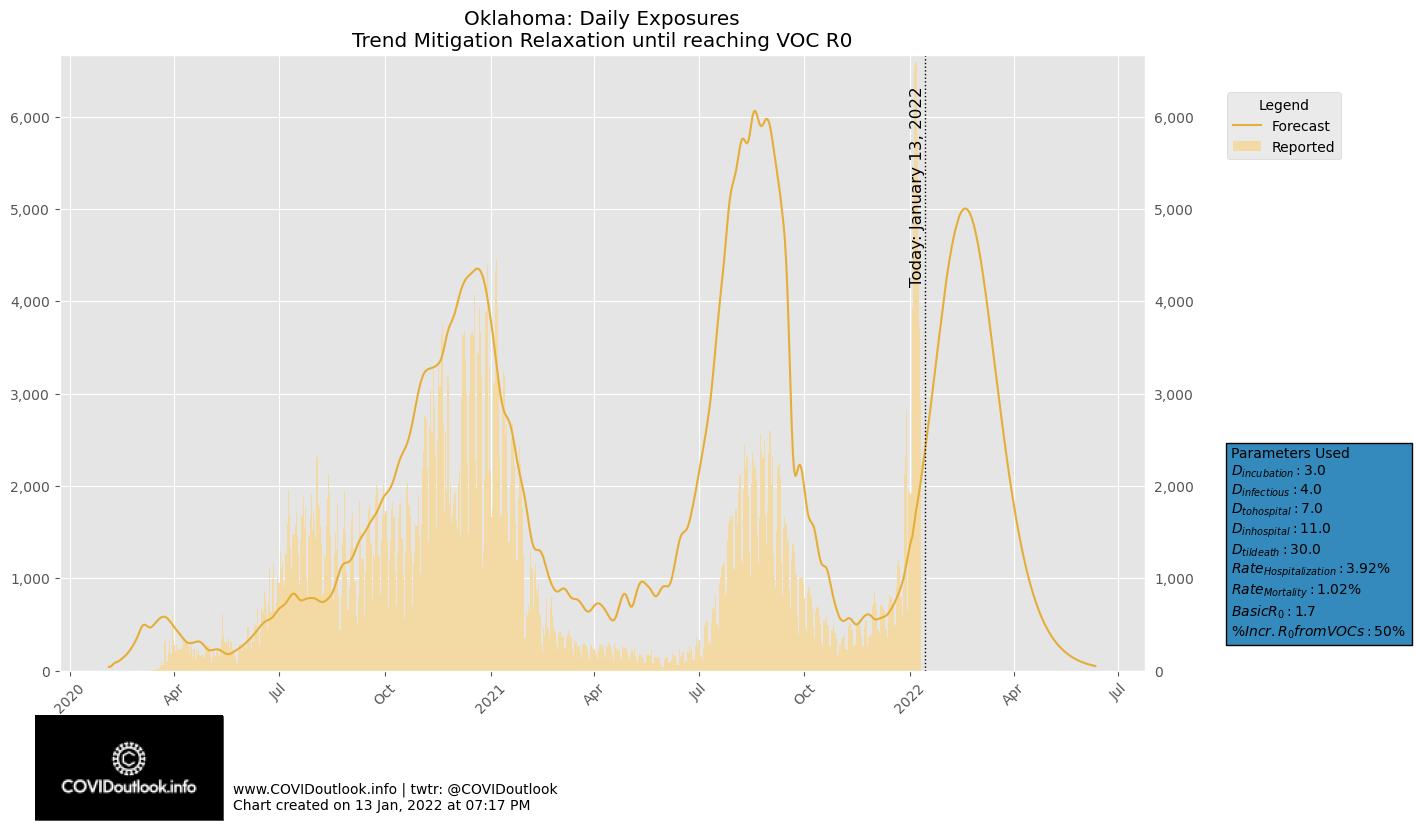 Oklahoma: Daily Exposures
Trend Mitigation Relaxation until reaching VOC R0
6,000
5,000
4,000
3,000
2,000
1,000
0
6,000
5,000
4,000
3,000
2,000
1,000
0
2020
Apr
Jul
Oct
2021
Apr
Jul
Oct
2022
Apr
Jul
Today: January 13, 2022
Legend
Forecast
Reported
Parameters Used
D_incubation : 3.0
D_infectious : 4.0
D_tohospital : 7.0
D_Inhospital : 11.0
D_tildeath : 30.0
Rate_Hospitalization : 3.92%
Rate_Mortality : 1.02%
BasicR_0 : 1.7
%Incr.R_0fromVOCs : 50%
COVIDoutlook.info
www.COVIDoutlook.info | twtr: @COVIDoutlook
Chart created on 13 Jan, 2022 at 07:17 PM